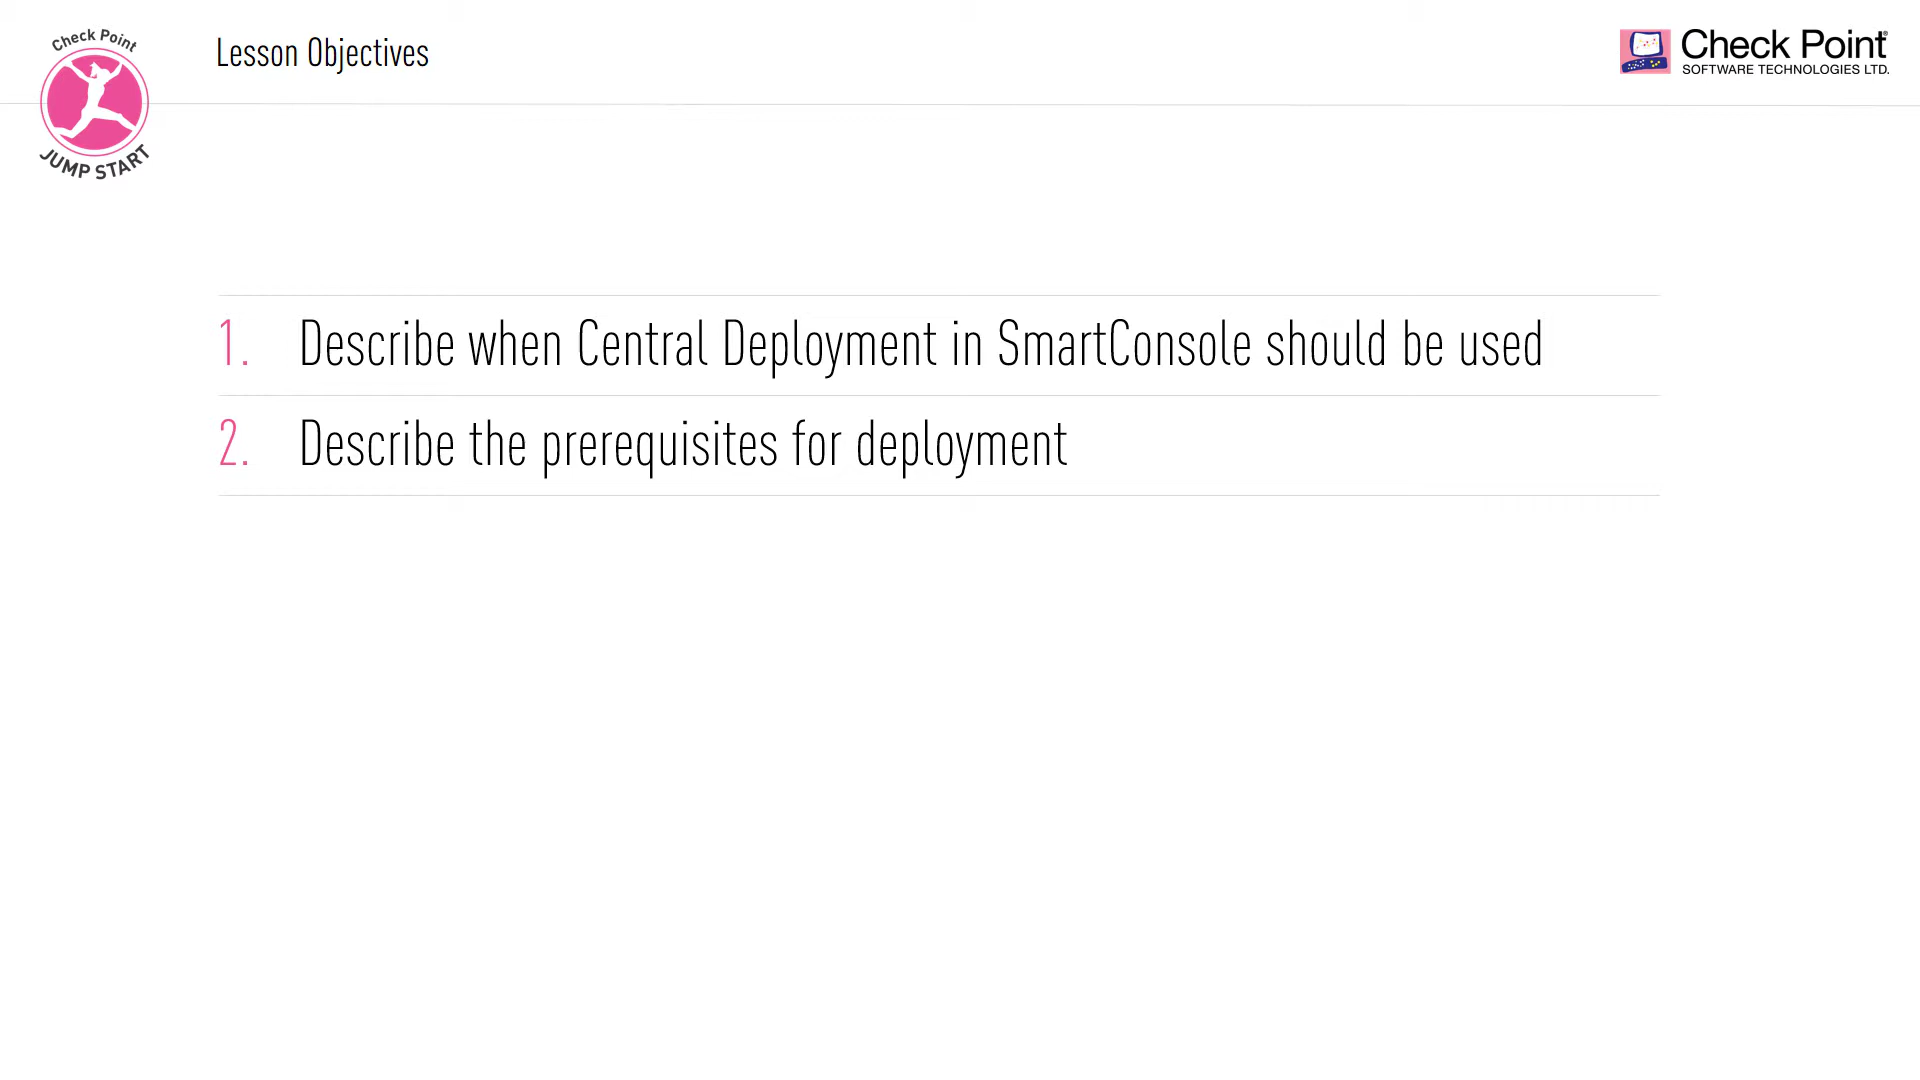 Check Point
JUMP START
Lesson Objectives
Check Point
SOFTWARE TECHNOLOGIES LTD.
1. Describe when Central Deployment in SmartConsole should be used
2. Describe the prerequisites for deployment